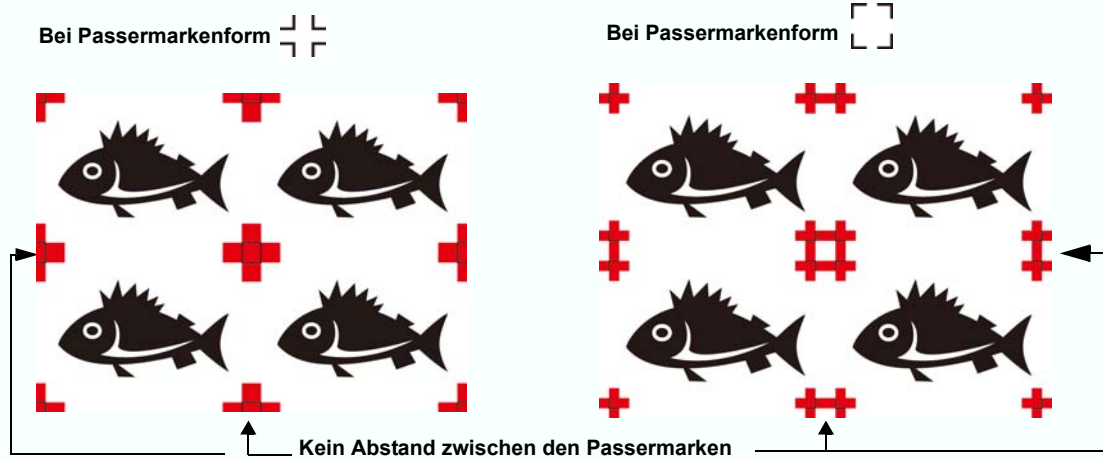 Bei Passermarkenform
Bei Passermarkenform
Kein Abstand zwischen den Passermarken